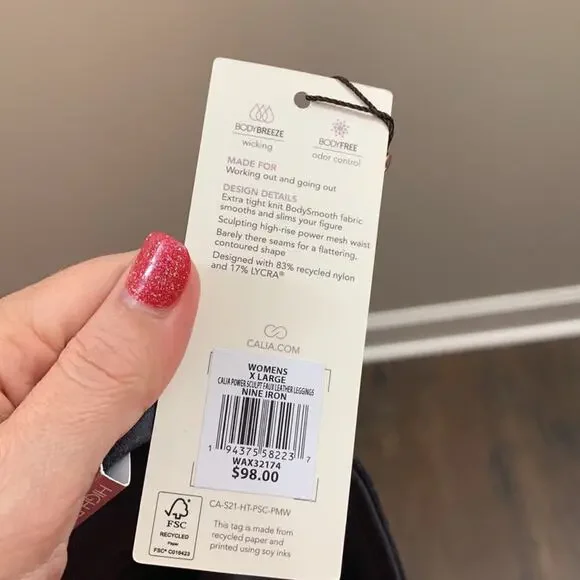 BODYBREEZE
wicking
BODYFREE
odor control
MADE FOR
Working out and going out
DESIGN DETAILS
Extra tight knit BodySmooth fabric
smooths and slims your figure
Sculpting high-rise power mesh waist
Barely there seams for a flattering,
contoured shape
Designed with 83% recycled nylon
and 17% LYCRA®
CALIA.COM
WOMENS
X LARGE
CALIA POWER SCULPT FAUX LEATHER LEGGINGS
NINE IRON
1 94375 58223 7
WAX32174
$98.00
CA-S21-HT-PSC-PMW
FSC
RECYCLED
Paper
FSC® C016423
This tag is made from
recycled paper and
printed using soy inks